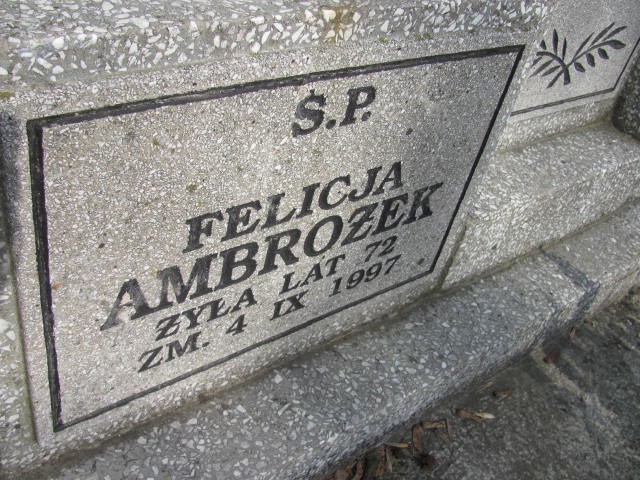 Ś.P.
FELICJA
AMBROŻEK
ŻYŁA LAT 72
ZM. 4 IX 1997